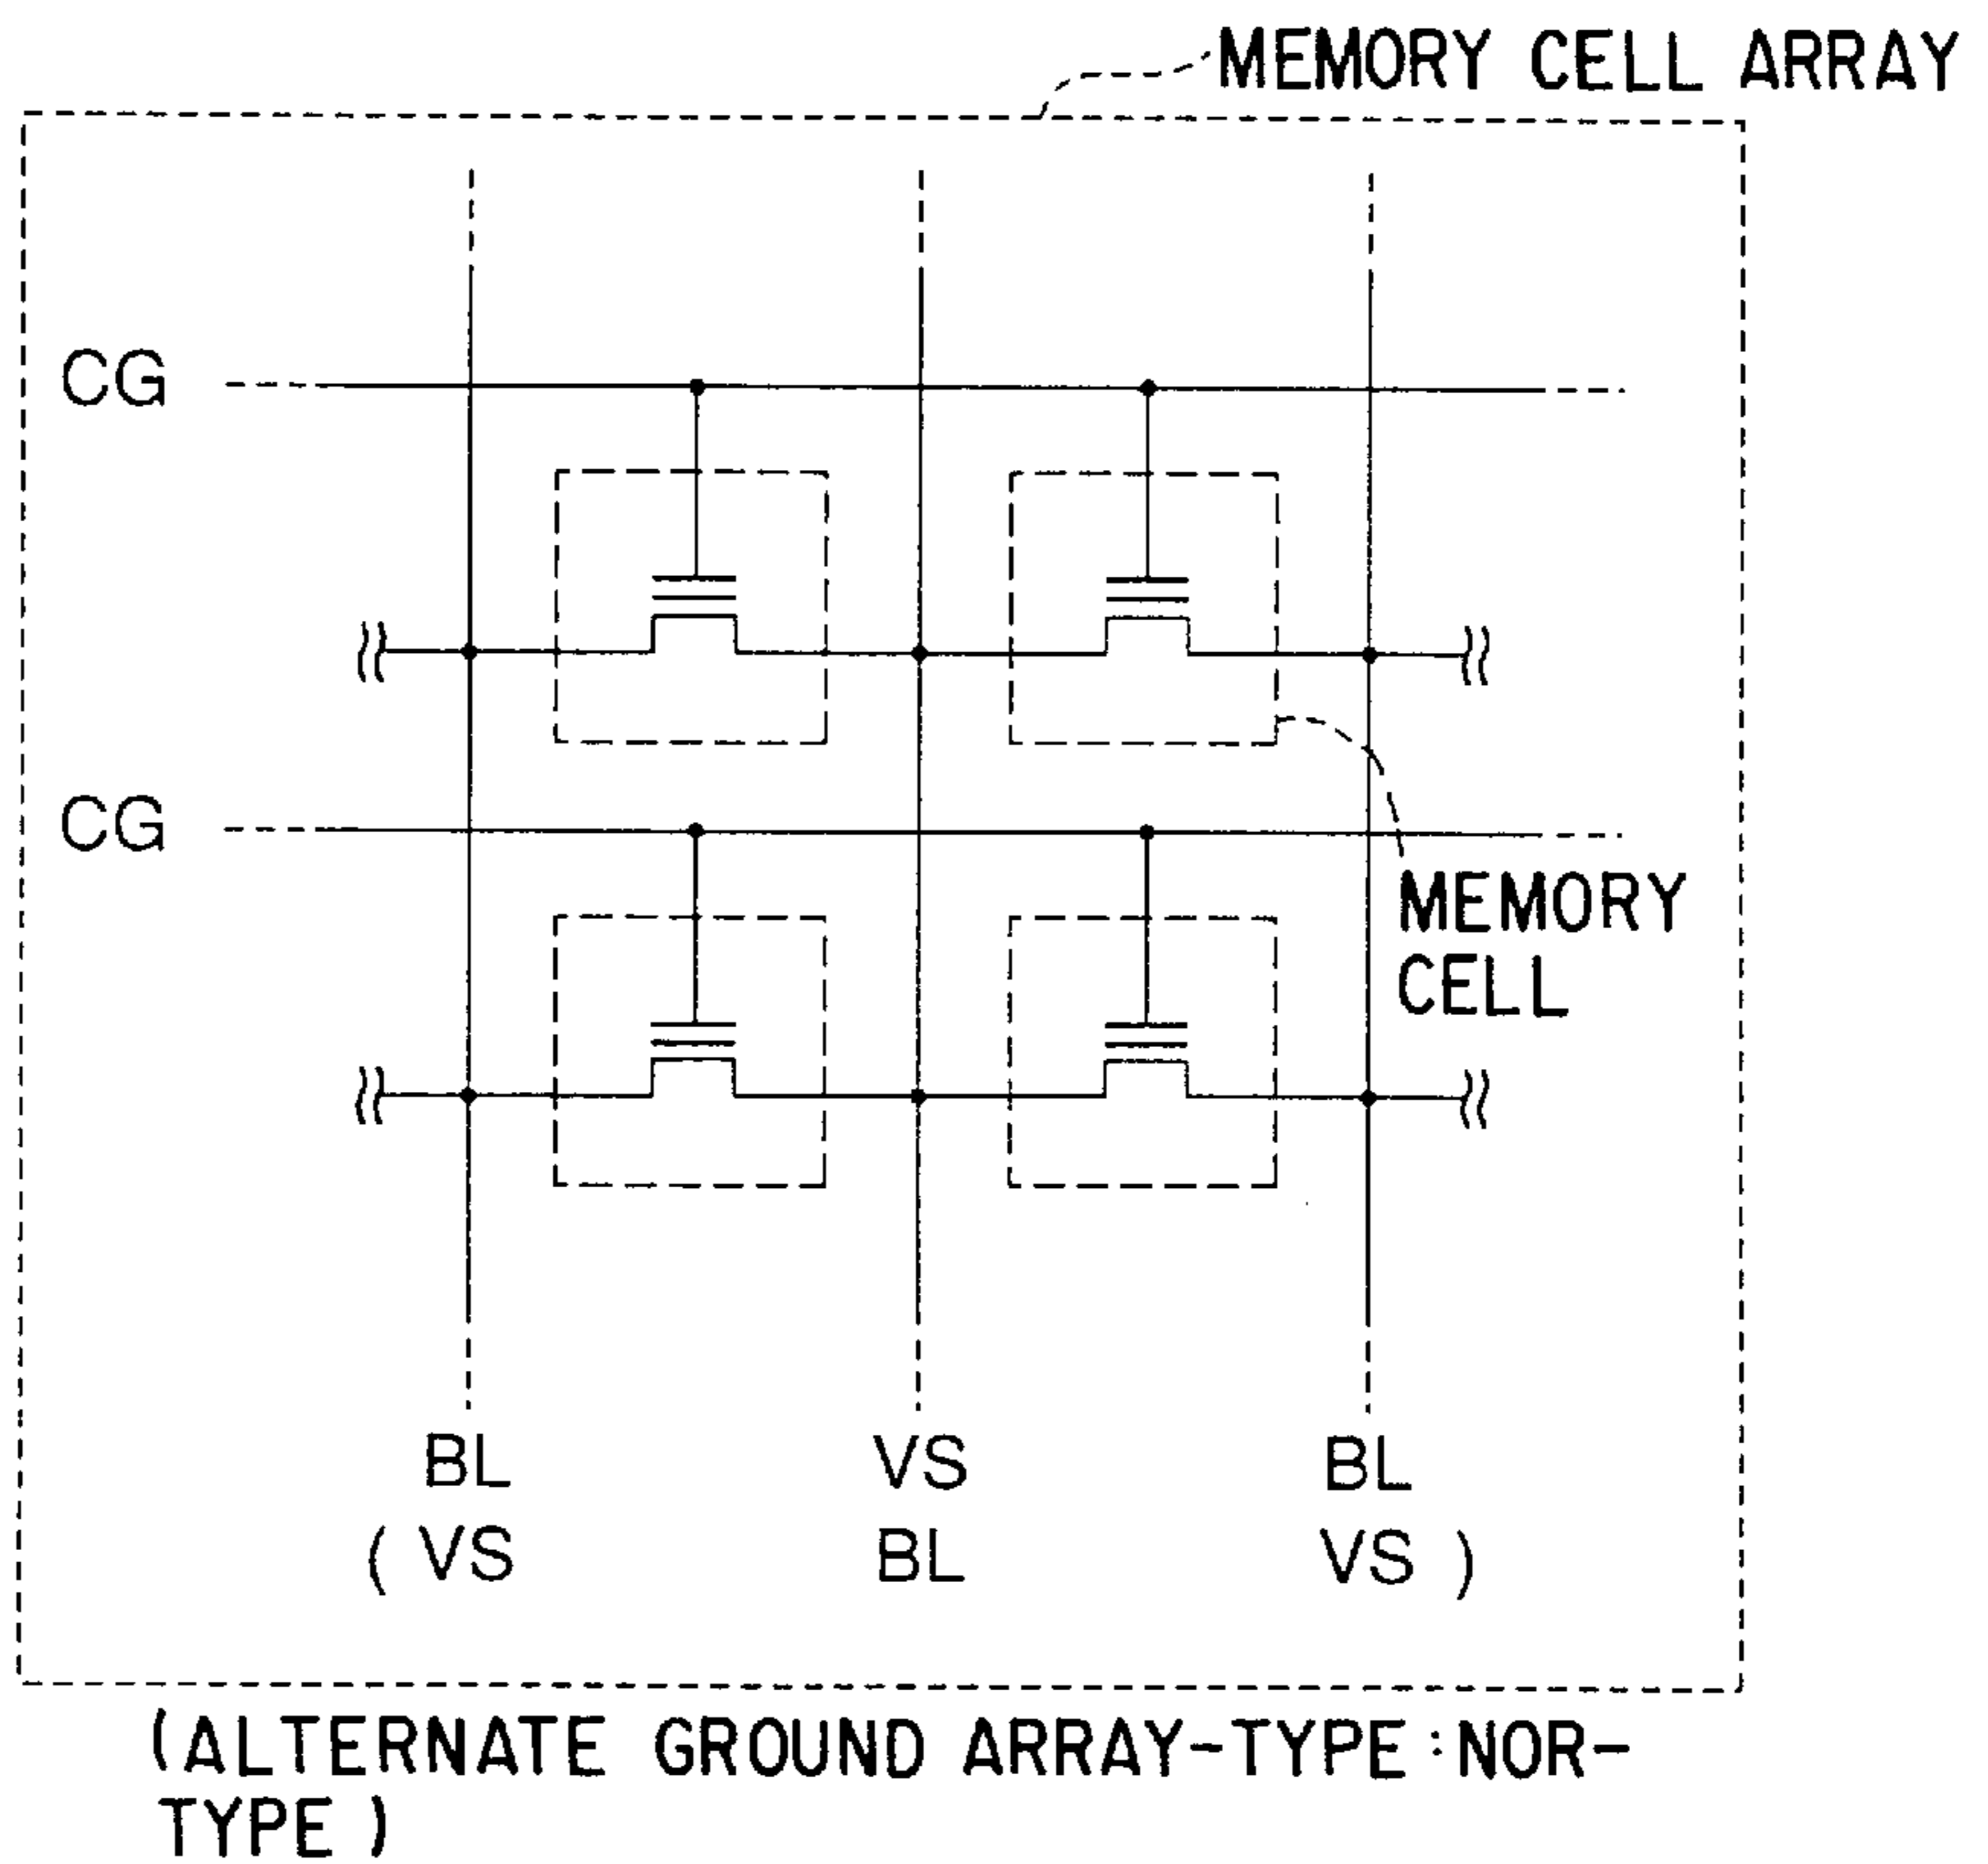 MEMORY CELL ARRAY
CG
CG
MEMORY
CELL
BL VS BL
( VS BL VS )
(ALTERNATE GROUND ARRAY-TYPE:NOR-
TYPE)